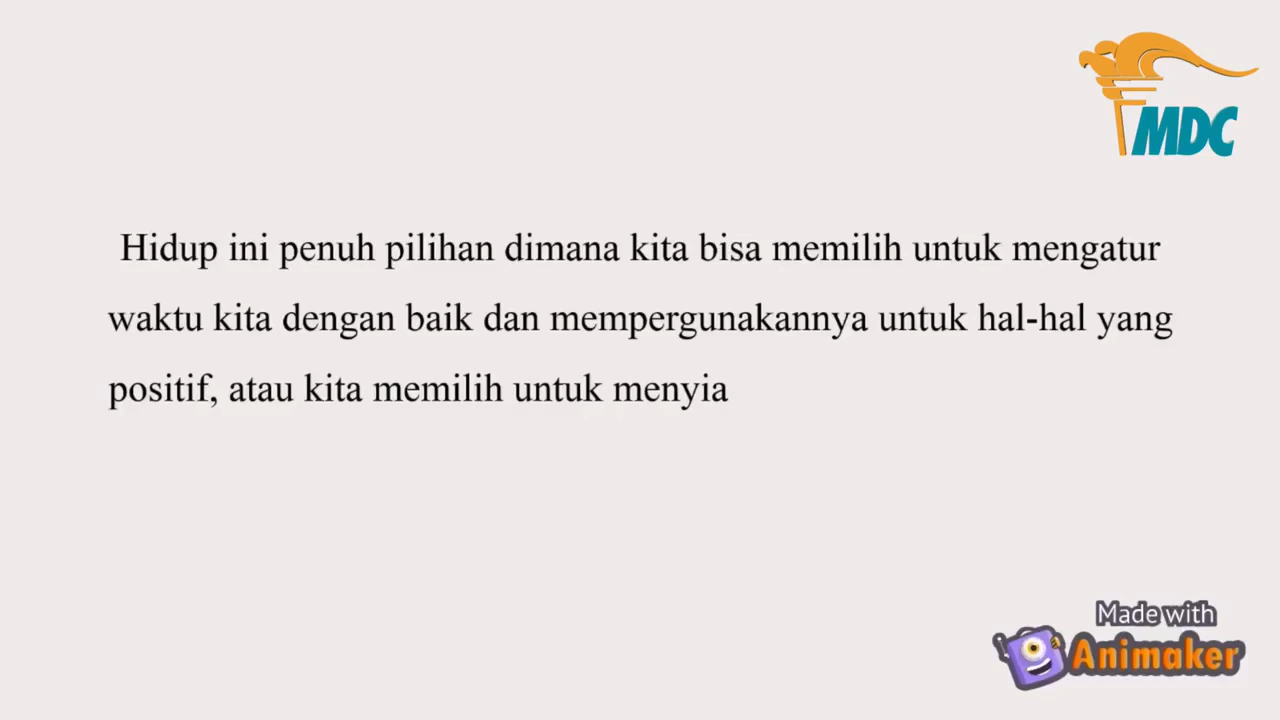 MDC
Hidup ini penuh pilihan dimana kita bisa memilih untuk mengatur
waktu kita dengan baik dan mempergunakannya untuk hal-hal yang
positif, atau kita memilih untuk menyia
Made with
Animaker